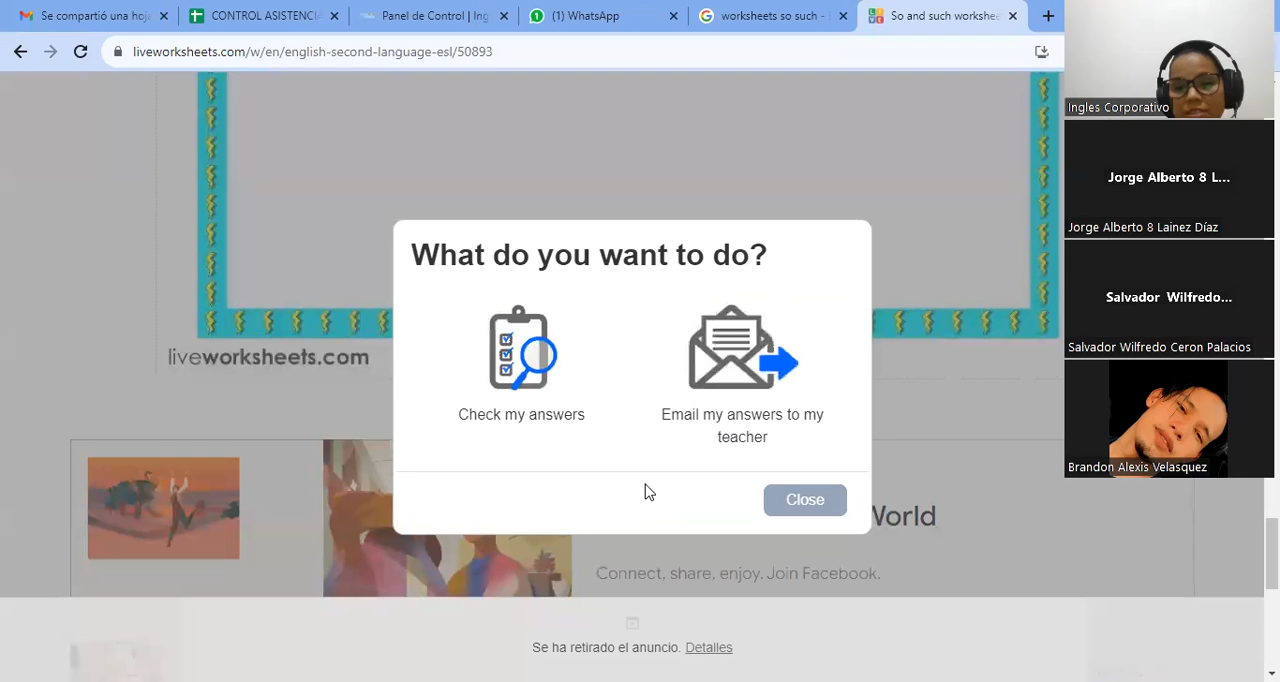 Se compartió una hoja
CONTROL ASISTENCIA
Panel de Control | Ing
(1) WhatsApp
worksheets so such -
So and such workshee
liveworksheets.com/w/en/english-second-language-esl/50893
Ingles Corporativo
Jorge Alberto 8 L...
Jorge Alberto 8 Lainez Díaz
Salvador Wilfredo...
Salvador Wilfredo Ceron Palacios
Brandon Alexis Velasquez
What do you want to do?
Check my answers
Email my answers to my
teacher
Close
liveworksheets.com
World
Connect, share, enjoy. Join Facebook.
Se ha retirado el anuncio. Detalles